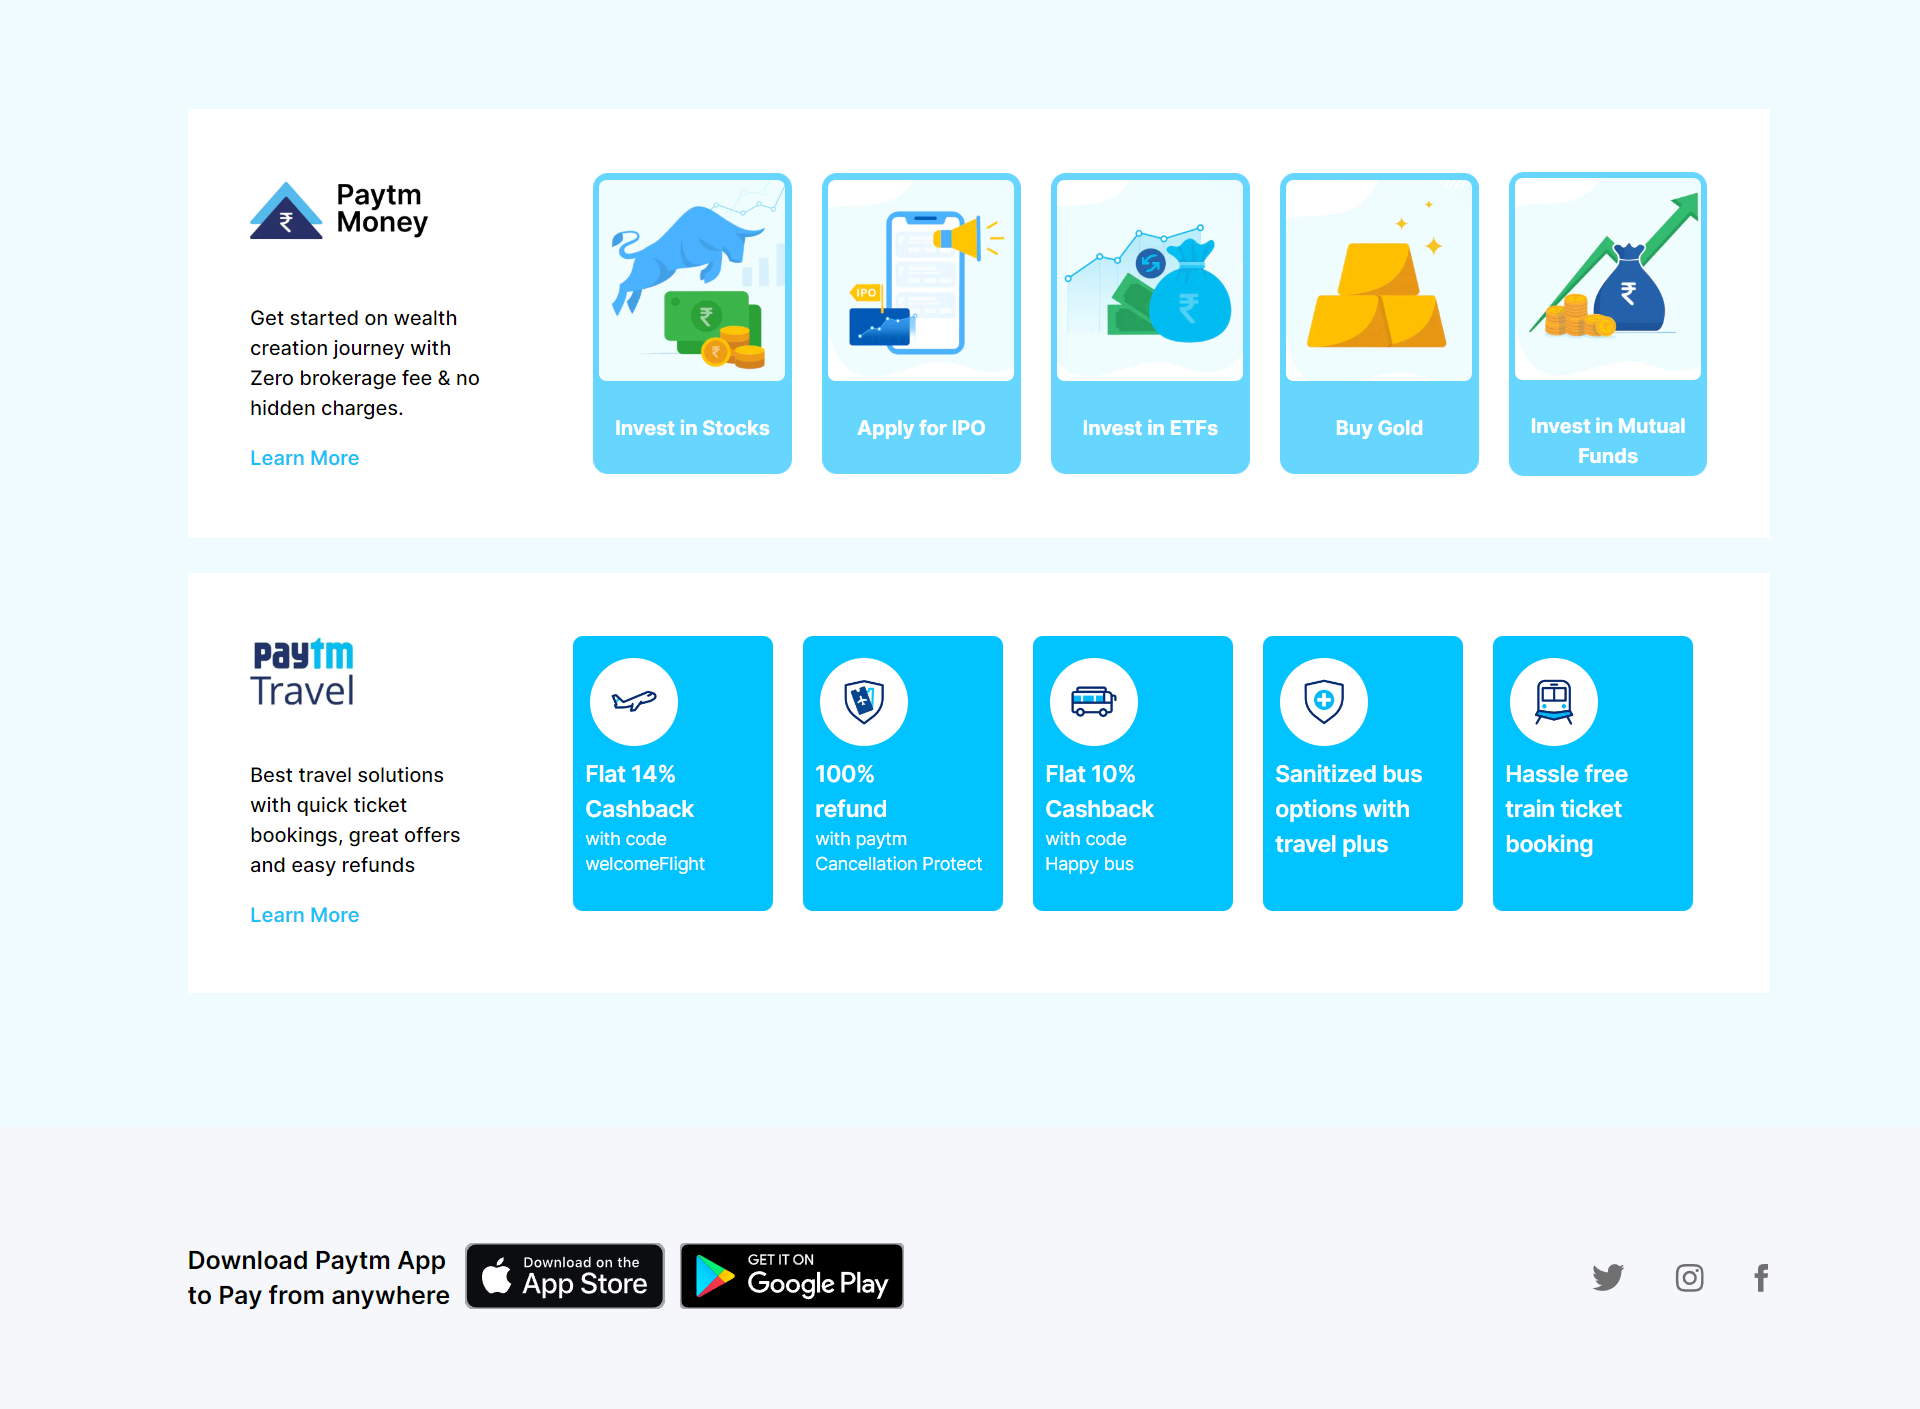 Paytm
Money
Get started on wealth
creation journey with
Zero brokerage fee & no
hidden charges.
Learn More
₹
₹
₹
Invest in Stocks
IPO
Apply for IPO
₹
Invest in ETFs
Buy Gold
₹
Invest in Mutual
Funds
paytm
Travel
Best travel solutions
with quick ticket
bookings, great offers
and easy refunds
Learn More
Flat 14%
Cashback
with code
welcomeFlight
100%
refund
with paytm
Cancellation Protect
Flat 10%
Cashback
with code
Happy bus
Sanitized bus
options with
travel plus
Hassle free
train ticket
booking
Download Paytm App
to Pay from anywhere
Download on the
App Store
GET IT ON
Google Play